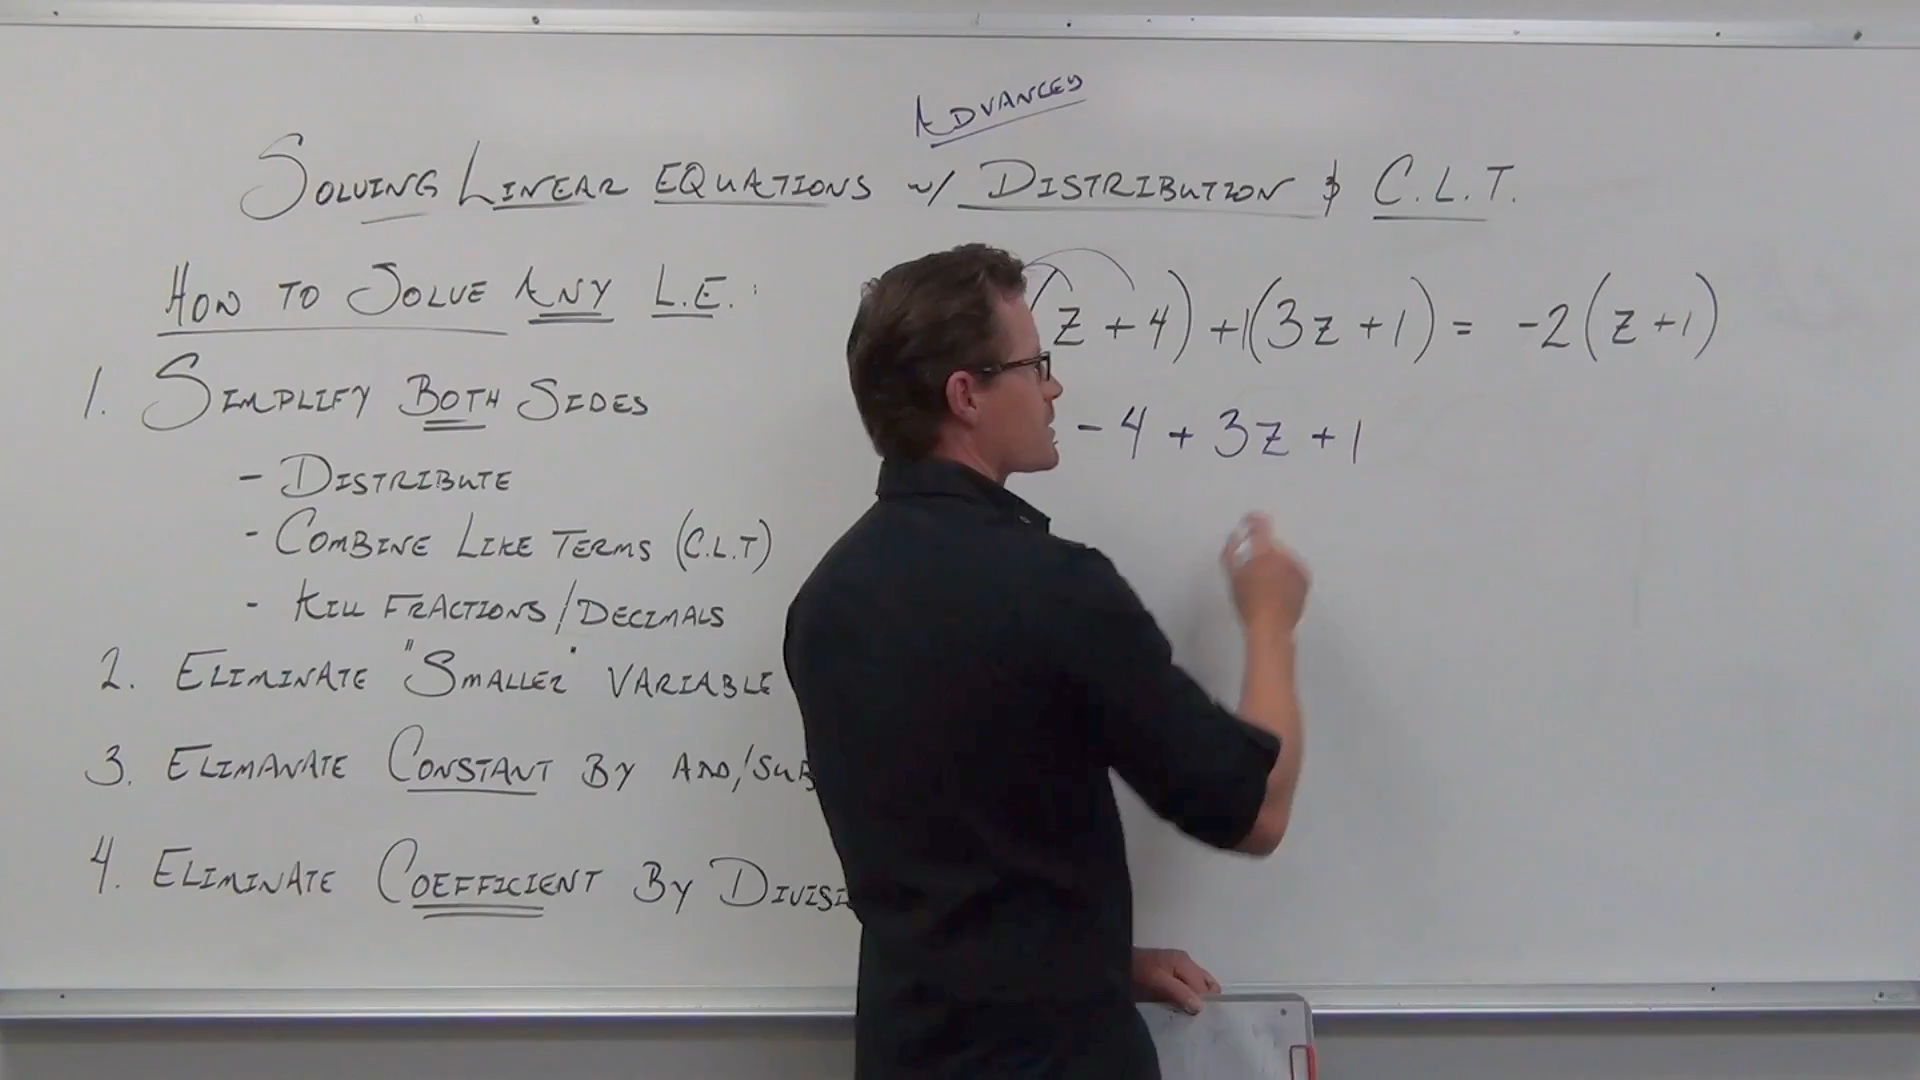 ADVANCED
SOLVING LINEAR EQUATIONS W/ DISTRIBUTION & C.L.T.
HOW TO SOLVE ANY L.E. :
1. SIMPLIFY BOTH SIDES
- DISTRIBUTE
- COMBINE LIKE TERMS (C.L.T)
- KILL FRACTIONS/DECIMALS
2. ELIMINATE "SMALLER" VARIABLE
3. ELIMANATE CONSTANT BY ADD/SUB
4. ELIMINATE COEFFICIENT BY DIVISI
(z + 4) +1(3z + 1) = -2(z + 1)
- 4 + 3z + 1